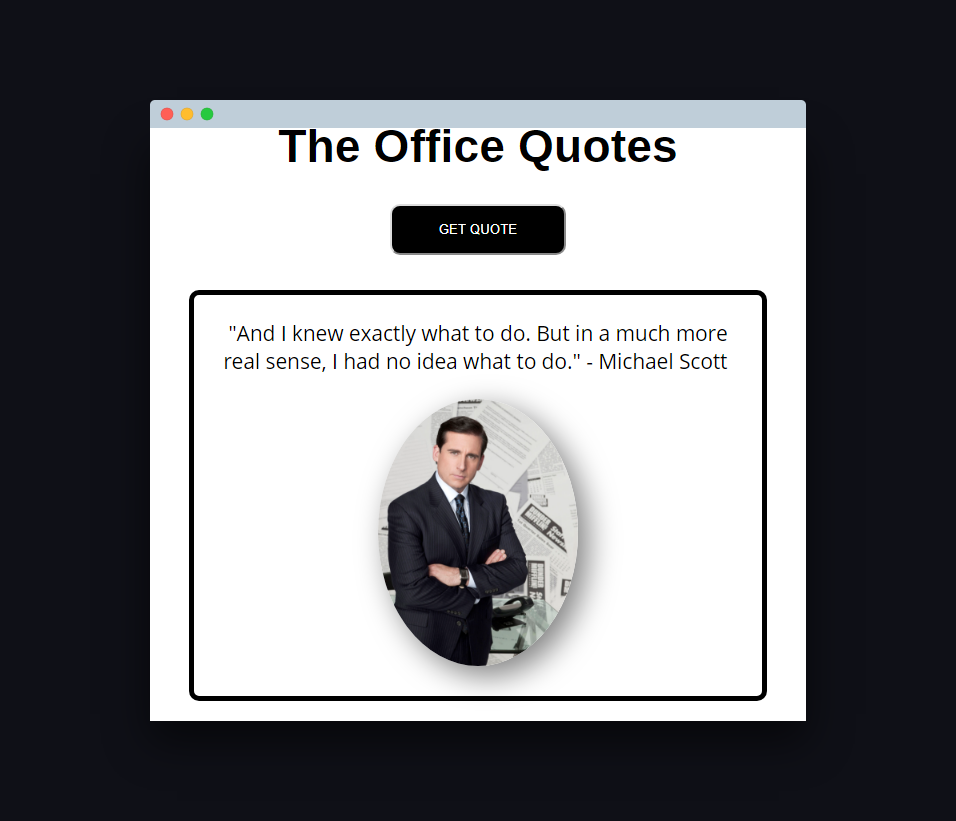 The Office Quotes
GET QUOTE
"And I knew exactly what to do. But in a much more
real sense, I had no idea what to do." - Michael Scott